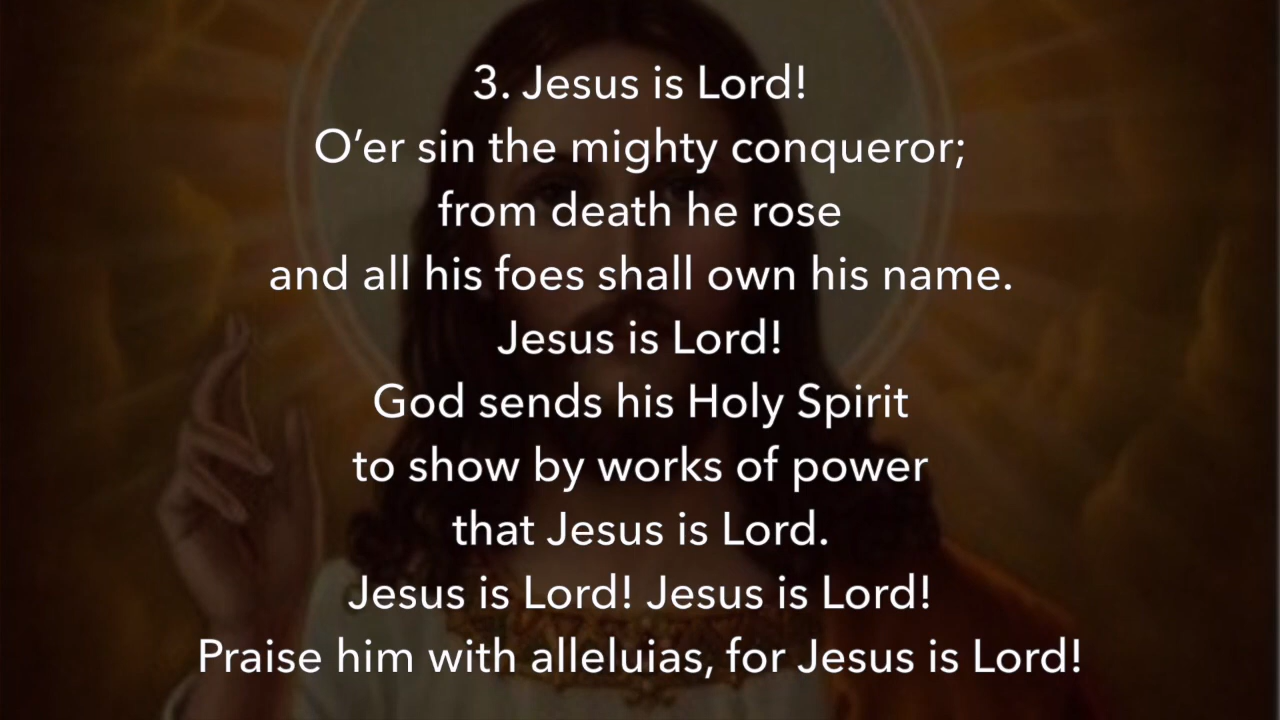 3. Jesus is Lord!
O’er sin the mighty conqueror;
from death he rose
and all his foes shall own his name.
Jesus is Lord!
God sends his Holy Spirit
to show by works of power
that Jesus is Lord.
Jesus is Lord! Jesus is Lord!
Praise him with alleluias, for Jesus is Lord!